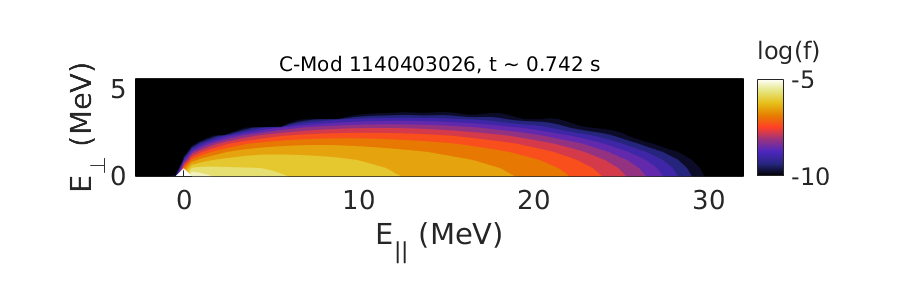 log(f)
C-Mod 1140403026, t ~ 0.742 s
-5
-10
5
0
E⊥ (MeV)
0 10 20 30
E|| (MeV)